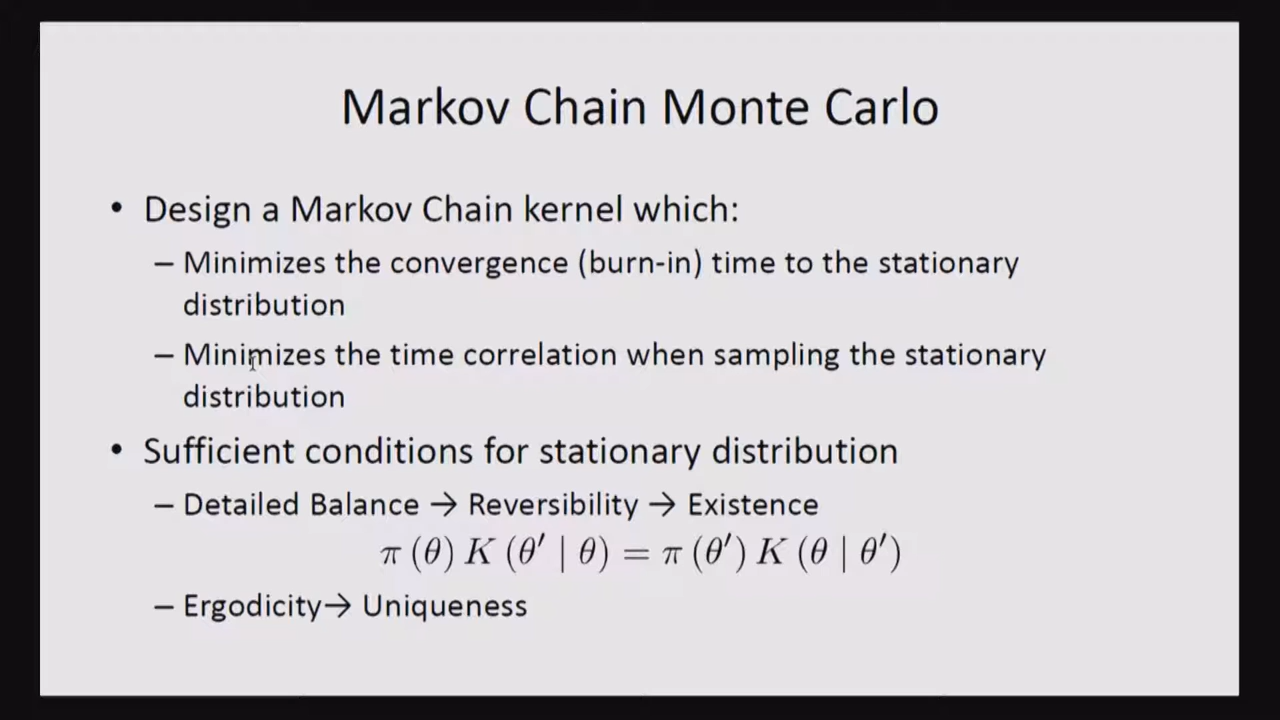 Markov Chain Monte Carlo
• Design a Markov Chain kernel which:
– Minimizes the convergence (burn-in) time to the stationary
distribution
– Minimizes the time correlation when sampling the stationary
distribution
• Sufficient conditions for stationary distribution
– Detailed Balance → Reversibility → Existence
π (θ) K (θ′ | θ) = π (θ′) K (θ | θ′)
– Ergodicity→ Uniqueness